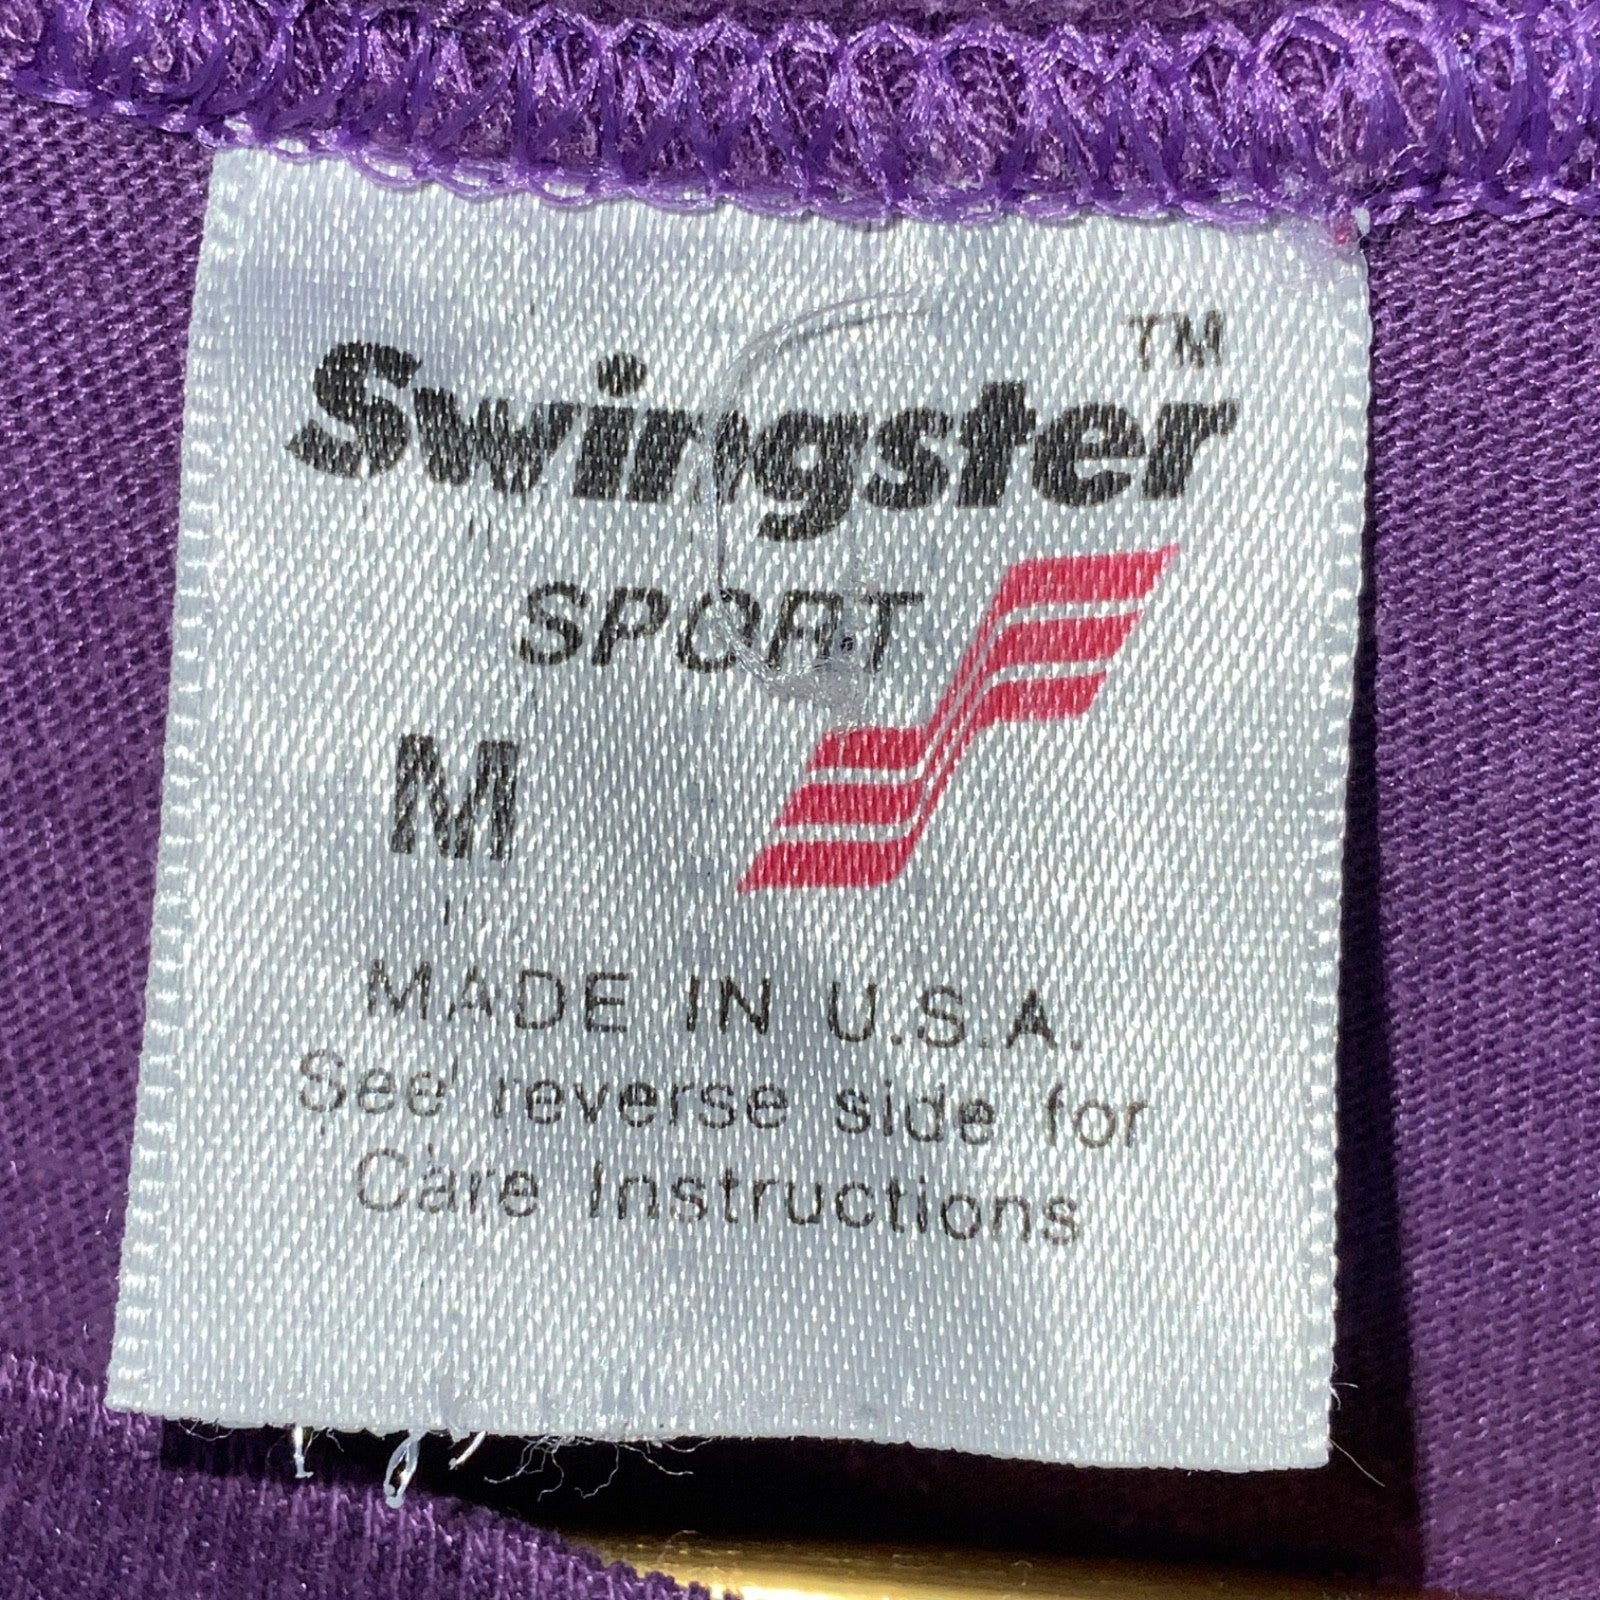 Swingster™
SPORT
M
MADE IN U.S.A.
See reverse side for
Care Instructions